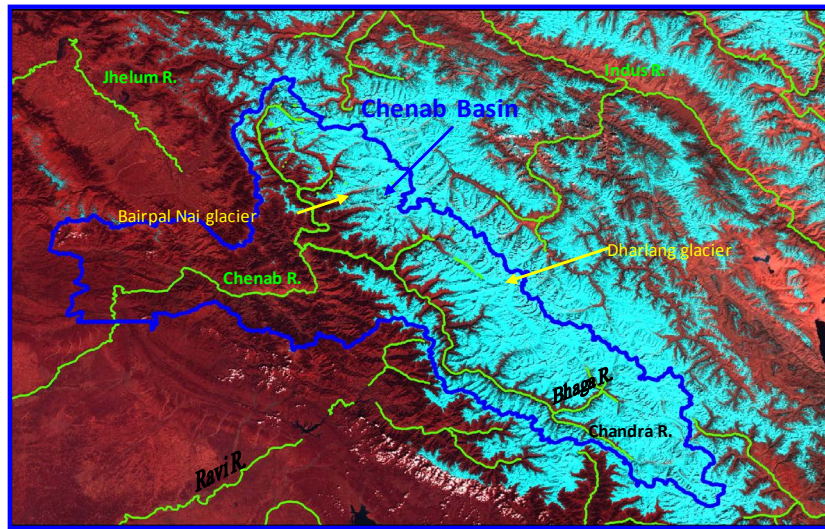 Jhelum R.
Indus R.
Chenab Basin
Bairpal Nai glacier
Dharlang glacier
Chenab R.
Bhaga R.
Chandra R.
Ravi R.